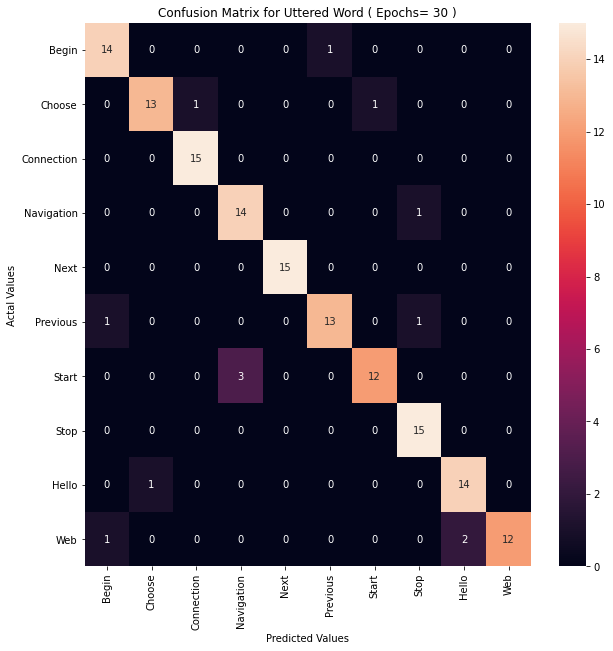 Confusion Matrix for Uttered Word ( Epochs= 30 )
Begin 14 0 0 0 0 1 0 0 0 0
Choose 0 13 1 0 0 0 1 0 0 0
Connection 0 0 15 0 0 0 0 0 0 0
Navigation 0 0 0 14 0 0 0 1 0 0
Next 0 0 0 0 15 0 0 0 0 0
Previous 1 0 0 0 0 13 0 1 0 0
Start 0 0 0 3 0 0 12 0 0 0
Stop 0 0 0 0 0 0 0 15 0 0
Hello 0 1 0 0 0 0 0 0 14 0
Web 1 0 0 0 0 0 0 0 2 12
Actal Values
Begin Choose Connection Navigation Next Previous Start Stop Hello Web
Predicted Values
14
12
10
8
6
4
2
0